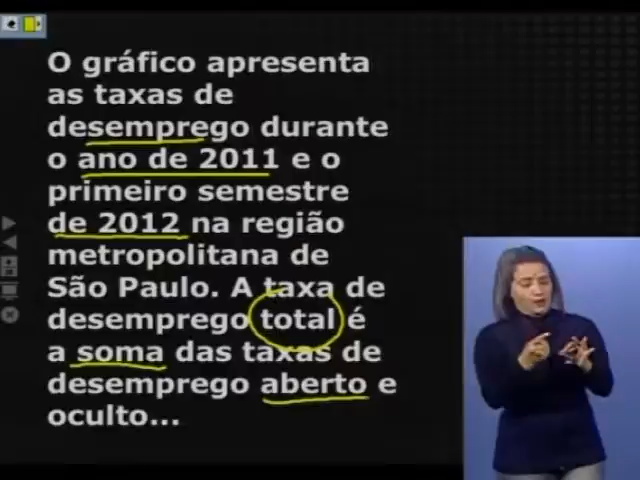 O gráfico apresenta
as taxas de
desemprego durante
o ano de 2011 e o
primeiro semestre
de 2012 na região
metropolitana de
São Paulo. A taxa de
desemprego total é
a soma das taxas de
desemprego aberto e
oculto...